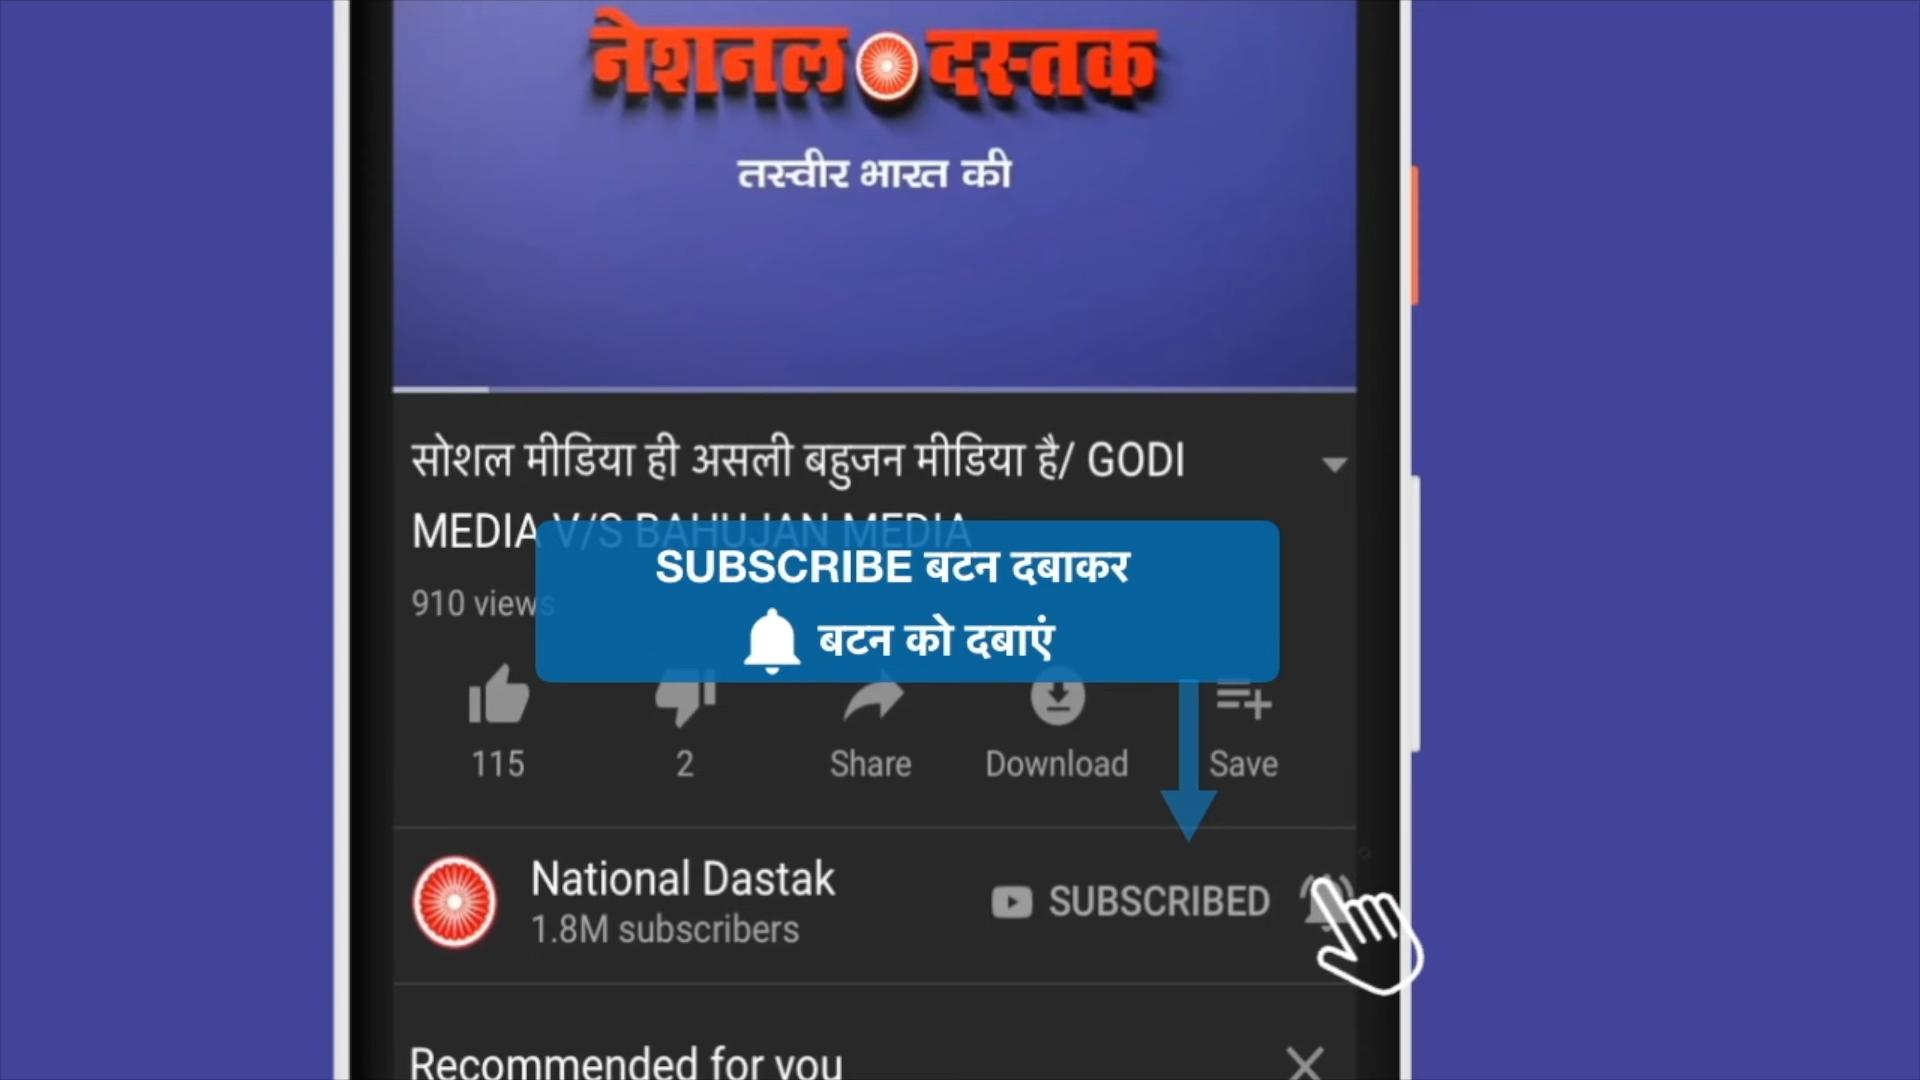 नेशनल दस्तक
तस्वीर भारत की
सोशल मीडिया ही असली बहुजन मीडिया है/ GODI
MEDIA V/S BAHUJAN MEDIA
910 views
SUBSCRIBE बटन दबाकर
बटन को दबाएं
115
2
Share
Download
Save
National Dastak
1.8M subscribers
SUBSCRIBED
Recommended for you